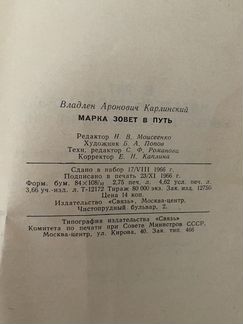 Владлен Аронович Карлинский
МАРКА ЗОВЕТ В ПУТЬ
Редактор Н. В. Моисеенко
Художник Б. А. Попов
Техн. редактор С. Ф. Романова
Корректор Е. Н. Каплина
Сдано в набор 17/VIII 1966 г.
Подписано в печать 23/XI 1966 г.
Форм. бум. 84×108/32 2,75 печ. л. 4,62 усл. печ. л.
3,66 уч.-изд. л. Т-12172 Тираж 80 000 экз. Зак. изд. 12755
Цена 14 коп.
Издательство «Связь», Москва-центр,
Чистопрудный бульвар, 2.
Типография издательства «Связь»
Комитета по печати при Совете Министров СССР.
Москва-центр, ул. Кирова, 40. Зак. тип. 466